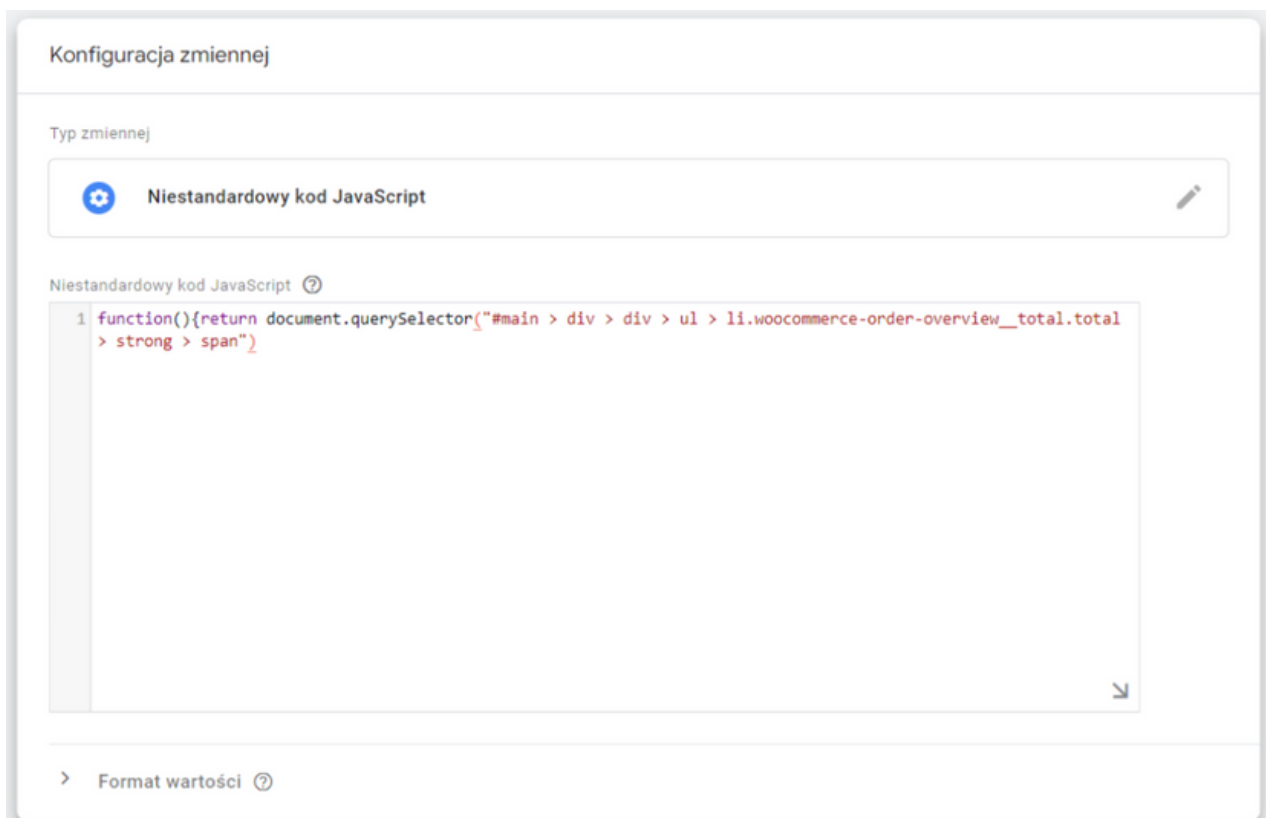 Konfiguracja zmiennej
Typ zmiennej
Niestandardowy kod JavaScript
Niestandardowy kod JavaScript
1 function(){return document.querySelector("#main > div > div > ul > li.woocommerce-order-overview__total.total
> strong > span")
Format wartości